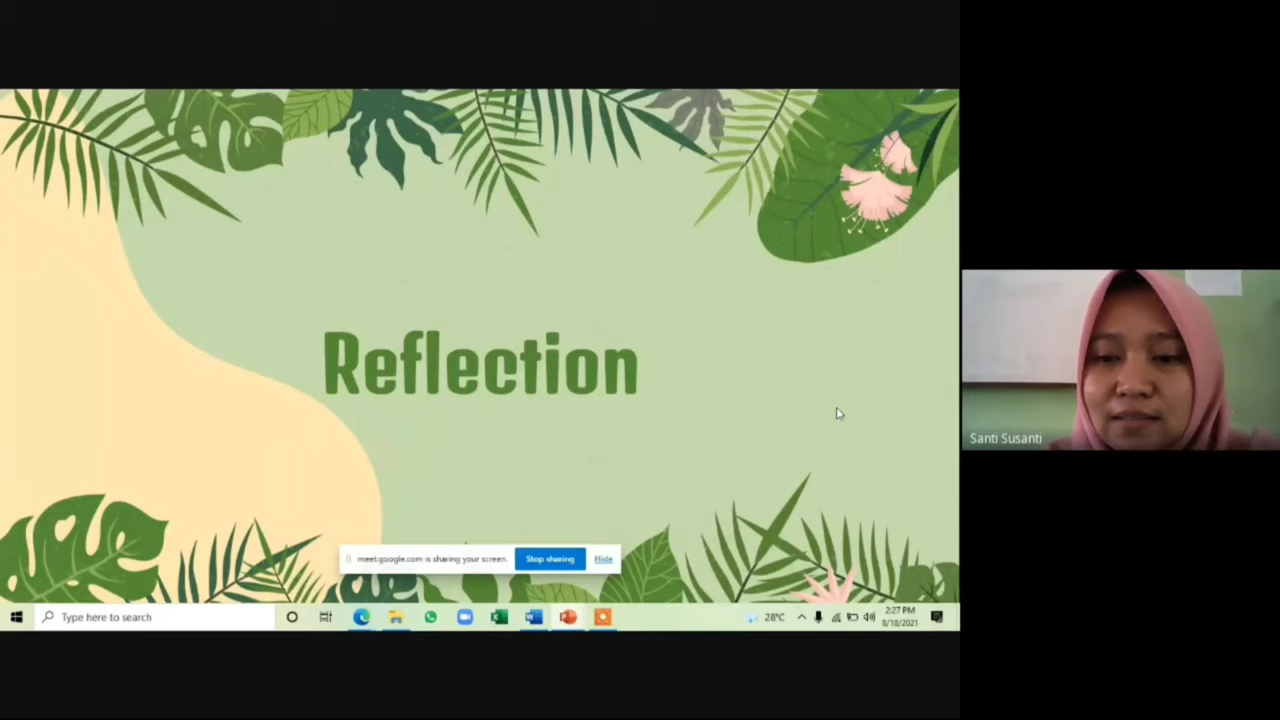 Reflection
Santi Susanti
meet.google.com is sharing your screen.
Stop sharing
Hide
Type here to search
28°C
2:27 PM
8/18/2021